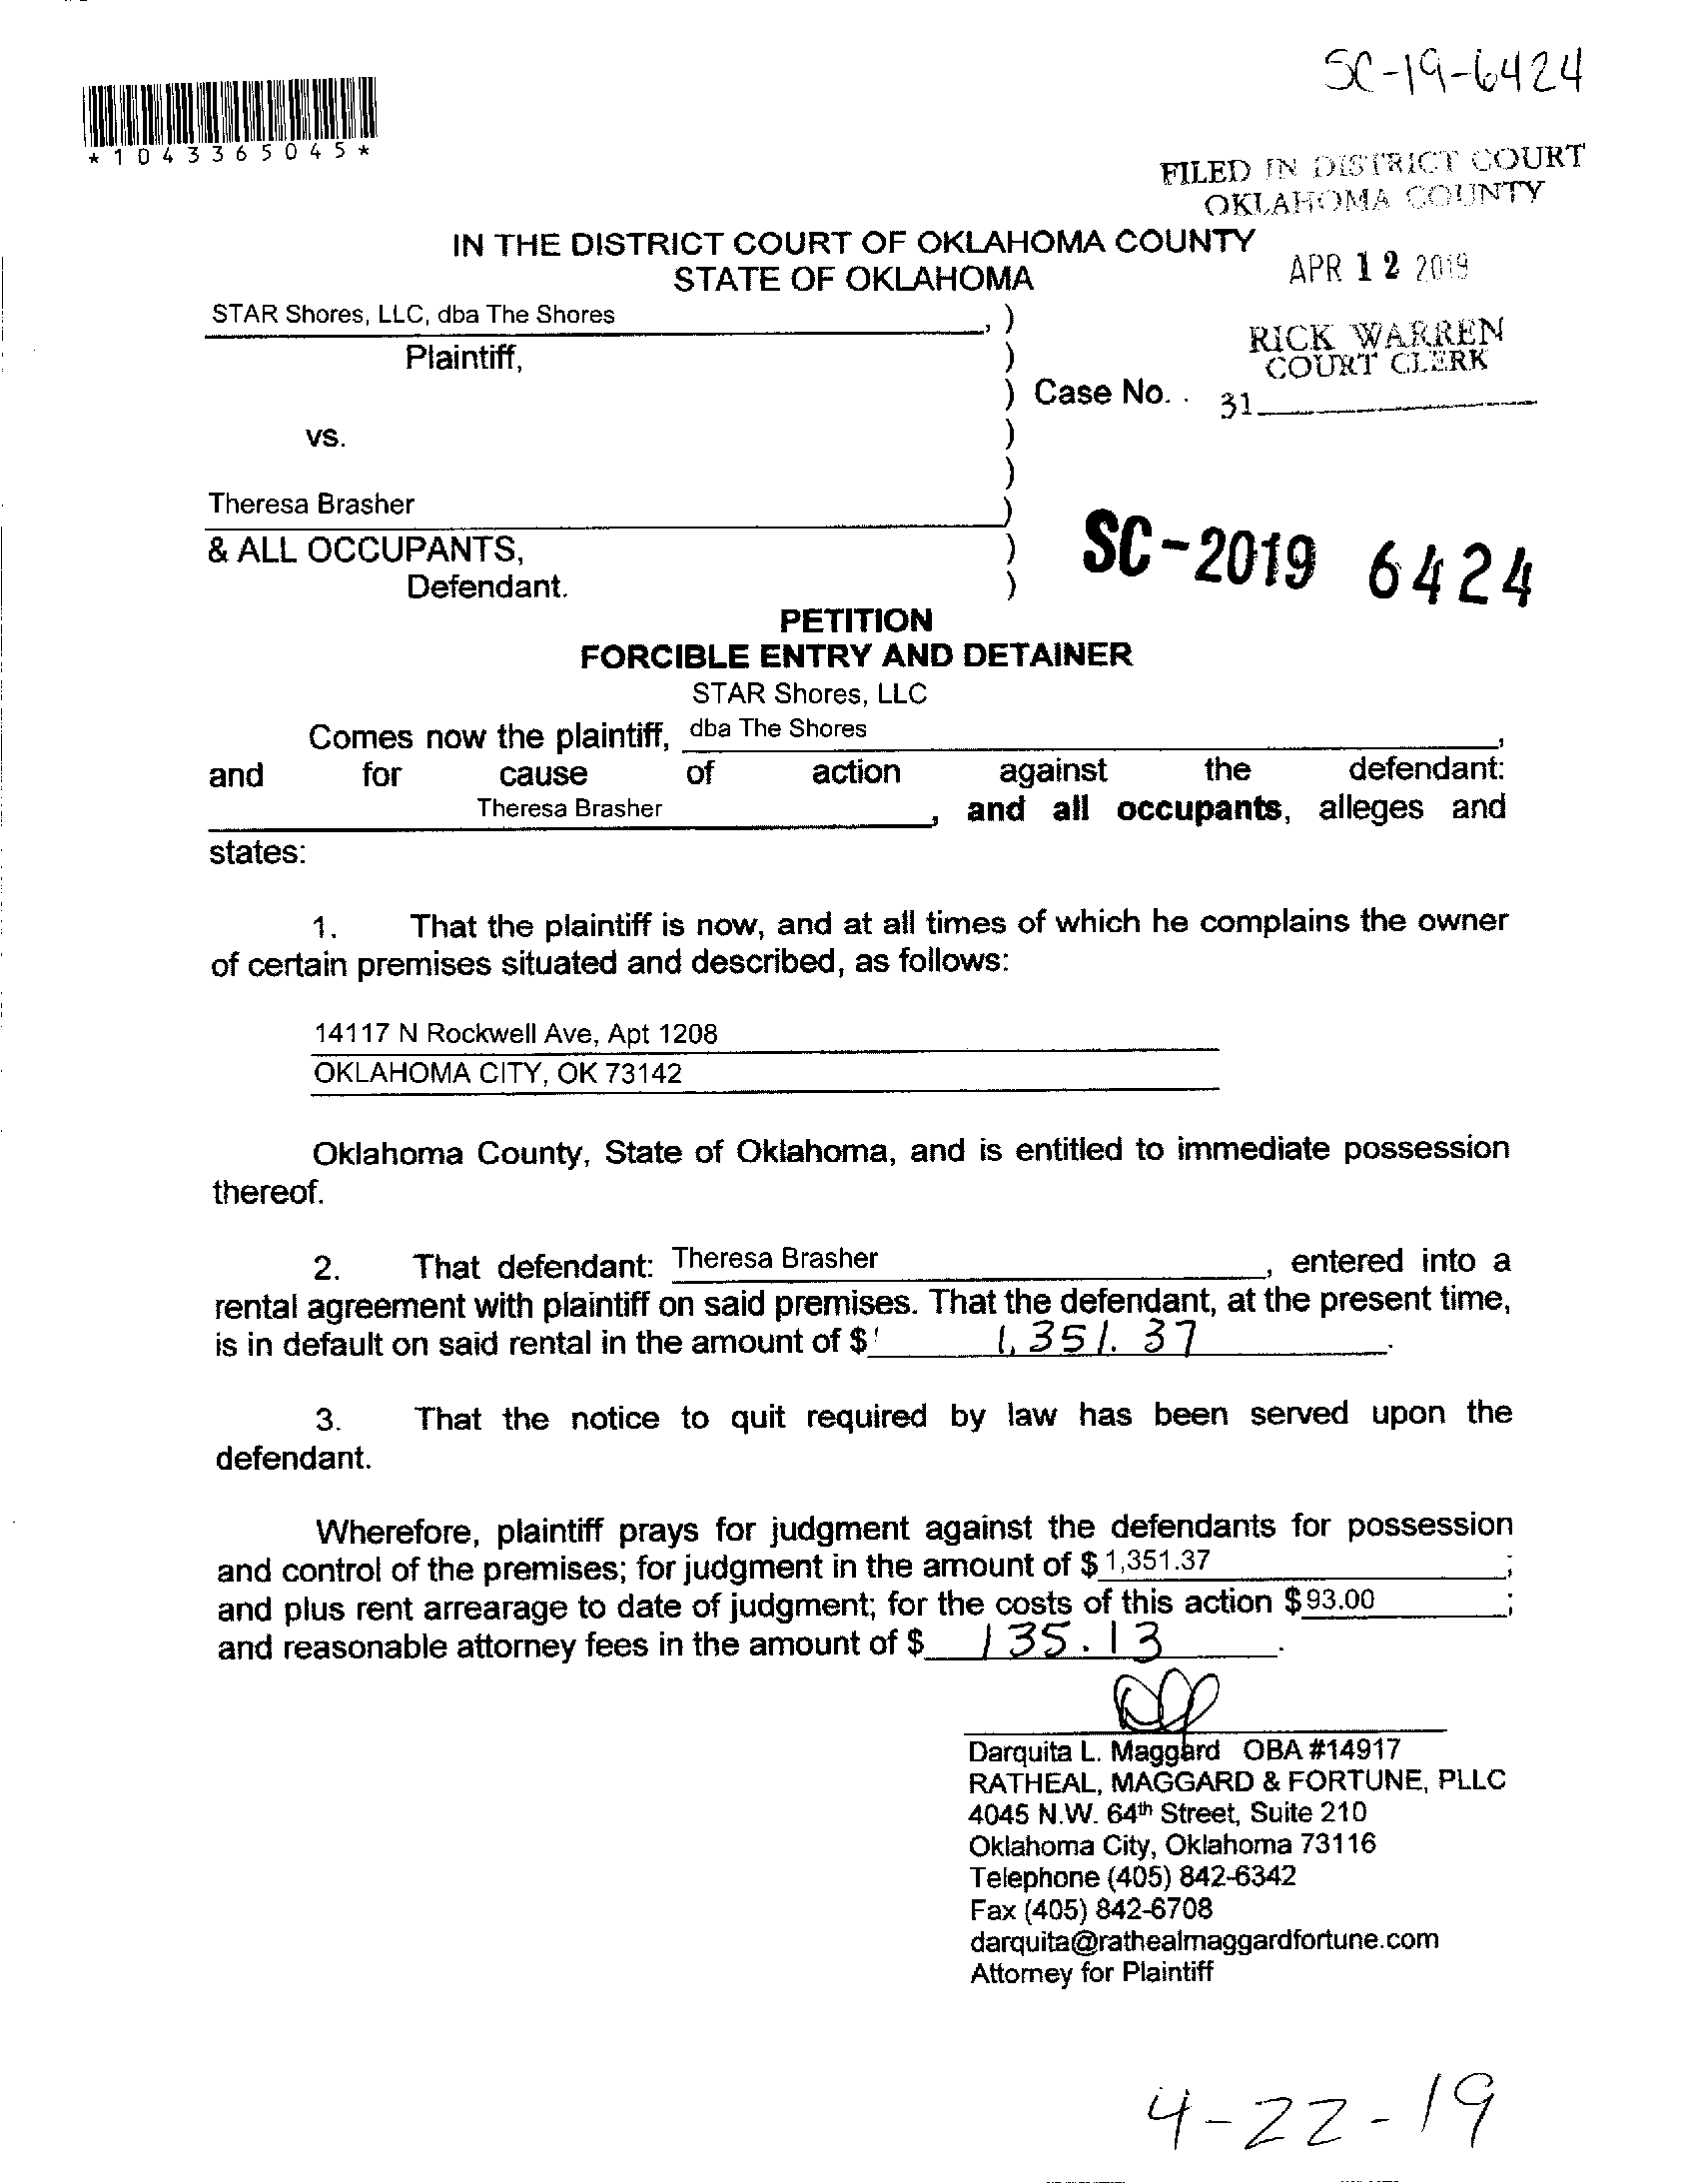 SC-19-6424
*1043365045*
FILED IN DISTRICT COURT
OKLAHOMA COUNTY
IN THE DISTRICT COURT OF OKLAHOMA COUNTY
STATE OF OKLAHOMA
APR 12 2019
STAR Shores, LLC, dba The Shores, )
RICK WARREN
COURT CLERK
Plaintiff, )
) Case No. . 31
vs. )
)
Theresa Brasher )
& ALL OCCUPANTS, )
SC-2019 6424
Defendant. )
PETITION
FORCIBLE ENTRY AND DETAINER
STAR Shores, LLC
Comes now the plaintiff, dba The Shores,
and for cause of action against the defendant:
Theresa Brasher, and all occupants, alleges and
states:
1. That the plaintiff is now, and at all times of which he complains the owner
of certain premises situated and described, as follows:
14117 N Rockwell Ave, Apt 1208
OKLAHOMA CITY, OK 73142
Oklahoma County, State of Oklahoma, and is entitled to immediate possession
thereof.
2. That defendant: Theresa Brasher, entered into a
rental agreement with plaintiff on said premises. That the defendant, at the present time,
is in default on said rental in the amount of $ 1,351.37.
3. That the notice to quit required by law has been served upon the
defendant.
Wherefore, plaintiff prays for judgment against the defendants for possession
and control of the premises; for judgment in the amount of $ 1,351.37;
and plus rent arrearage to date of judgment; for the costs of this action $93.00;
and reasonable attorney fees in the amount of $ 135.13.
Darquita L. Maggard OBA #14917
RATHEAL, MAGGARD & FORTUNE, PLLC
4045 N.W. 64th Street, Suite 210
Oklahoma City, Oklahoma 73116
Telephone (405) 842-6342
Fax (405) 842-6708
darquita@rathealmaggardfortune.com
Attorney for Plaintiff
4-22-19